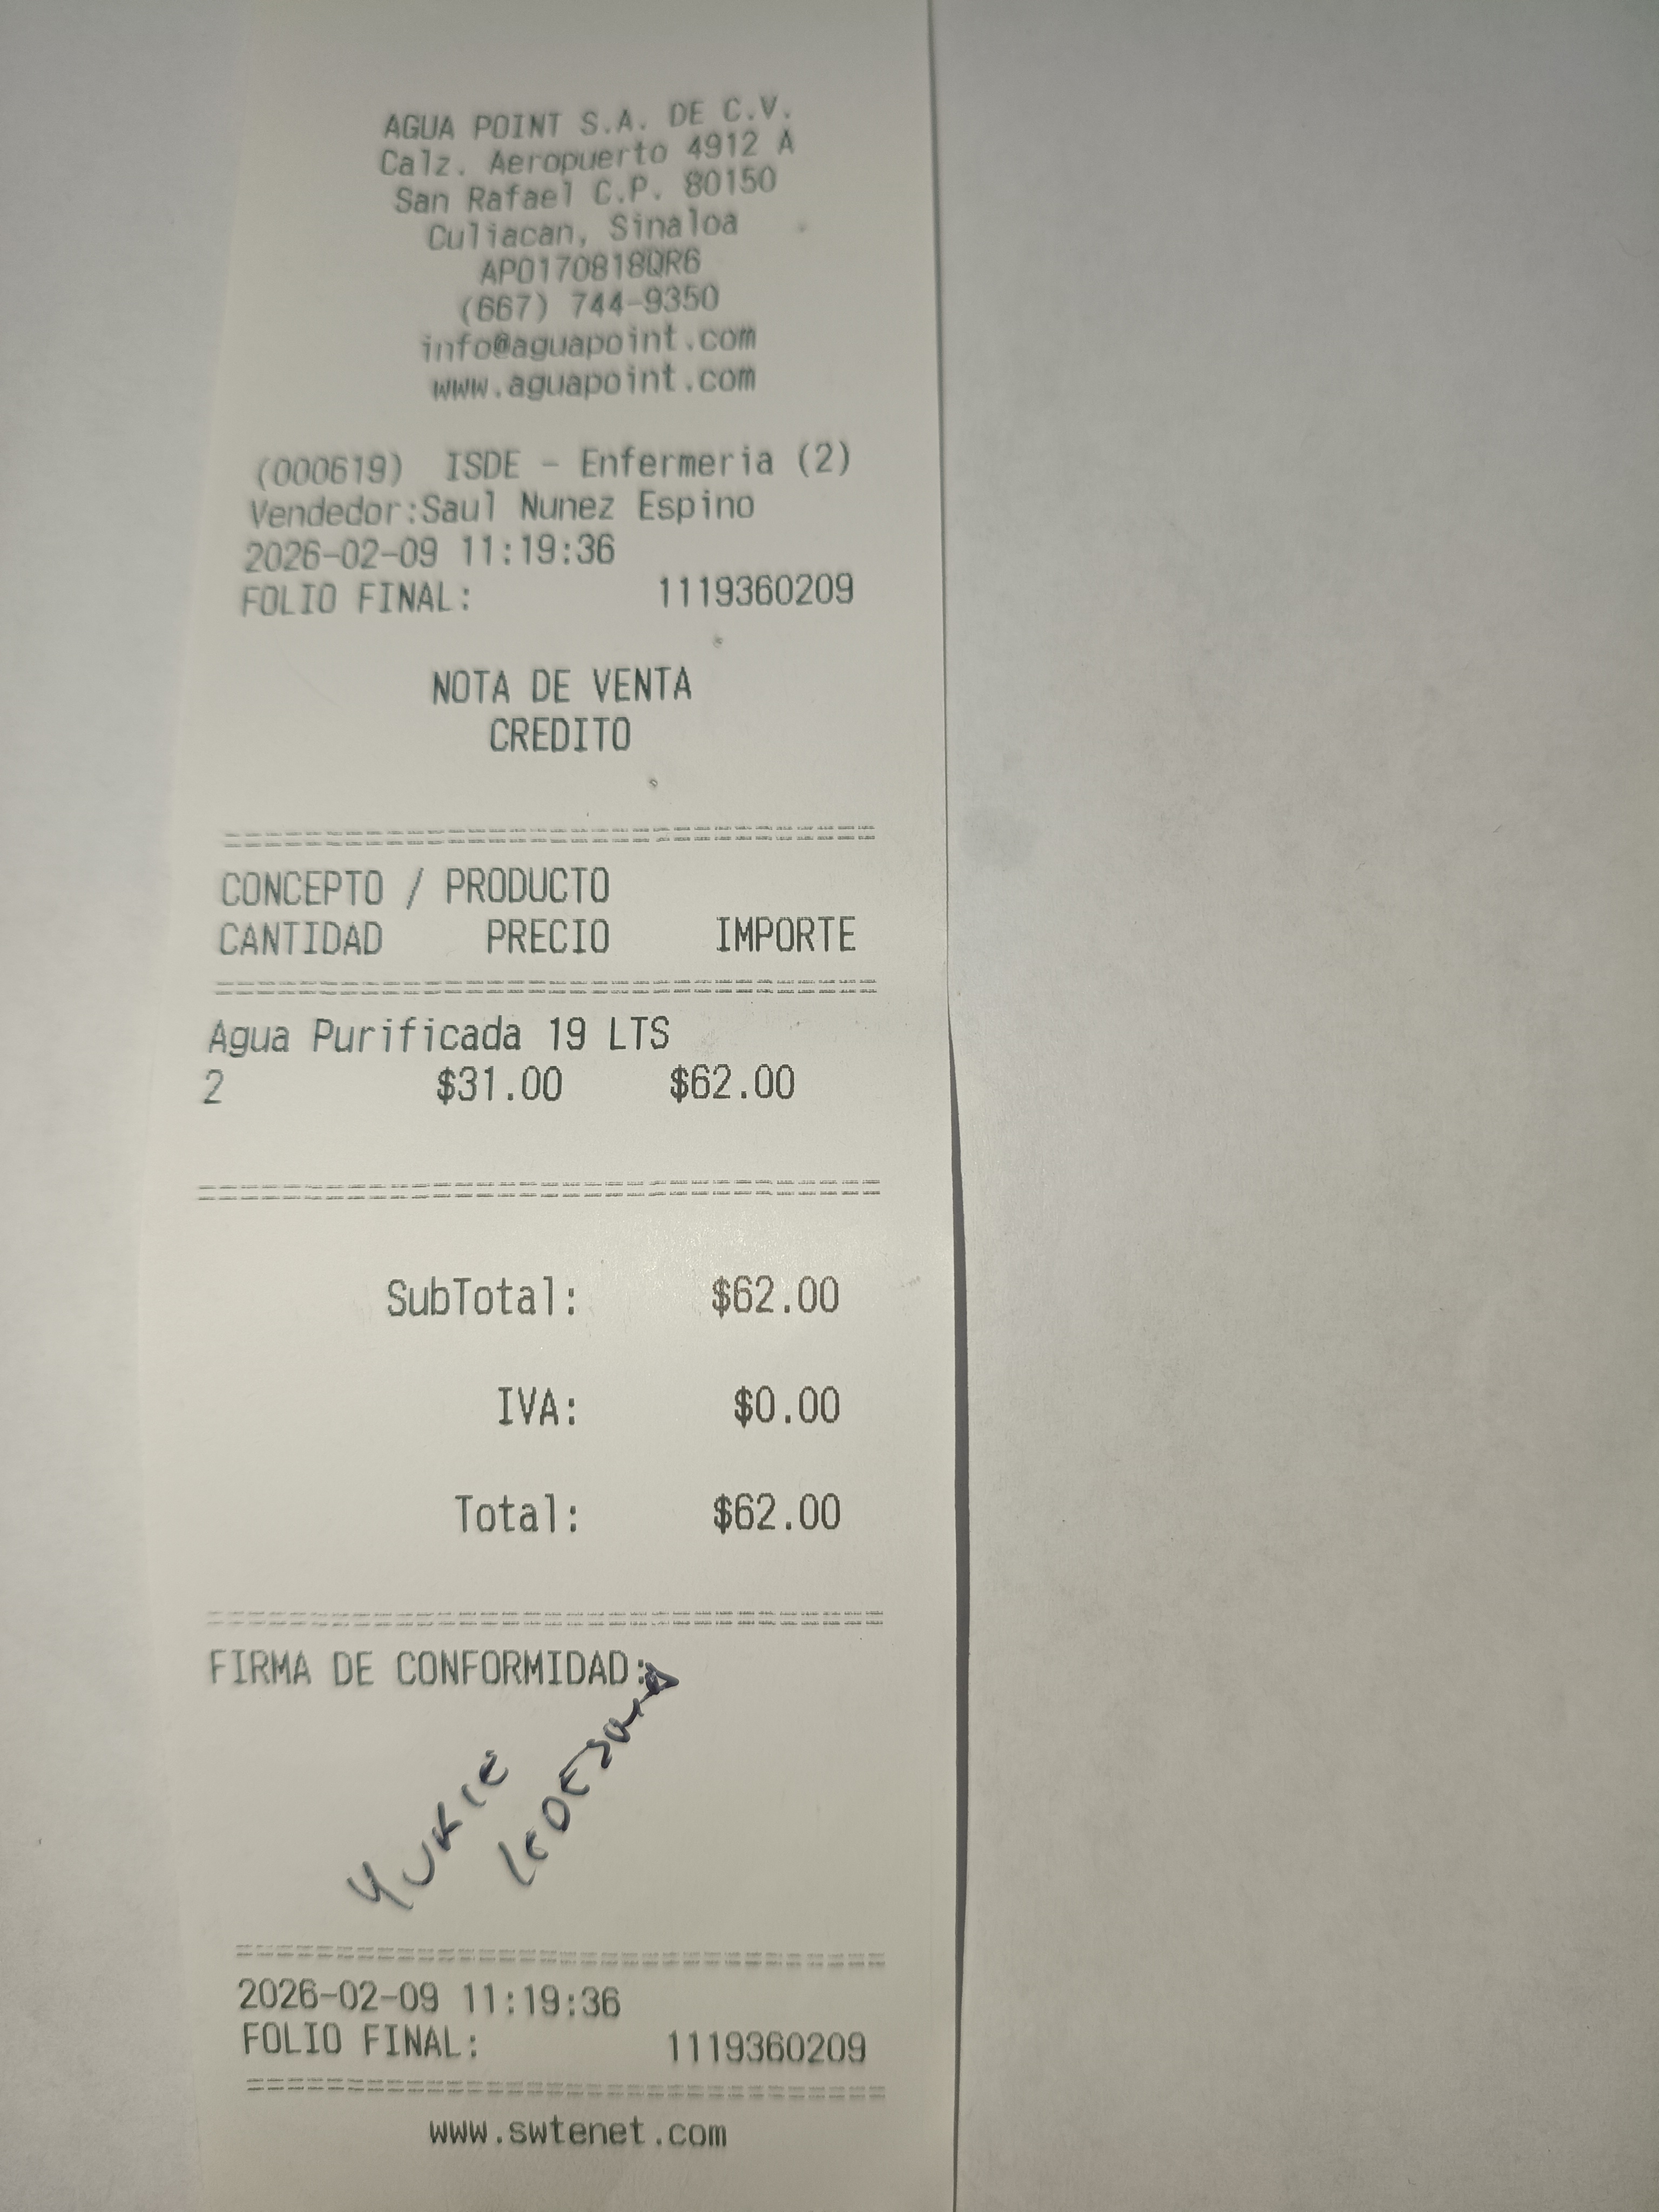 AGUA POINT S.A. DE C.V.
Calz. Aeropuerto 4912 A
San Rafael C.P. 80150
Culiacan, Sinaloa
APO170818QR6
(667) 744-9350
info@aguapoint.com
www.aguapoint.com
(000619) ISDE - Enfermeria (2)
Vendedor:Saul Nunez Espino
2026-02-09 11:19:36
FOLIO FINAL: 1119360209
NOTA DE VENTA
CREDITO
CONCEPTO / PRODUCTO
CANTIDAD PRECIO IMPORTE
Agua Purificada 19 LTS
2 $31.00 $62.00
SubTotal: $62.00
IVA: $0.00
Total: $62.00
FIRMA DE CONFORMIDAD:
YUKIE
LEDESMA
2026-02-09 11:19:36
FOLIO FINAL: 1119360209
www.swtenet.com